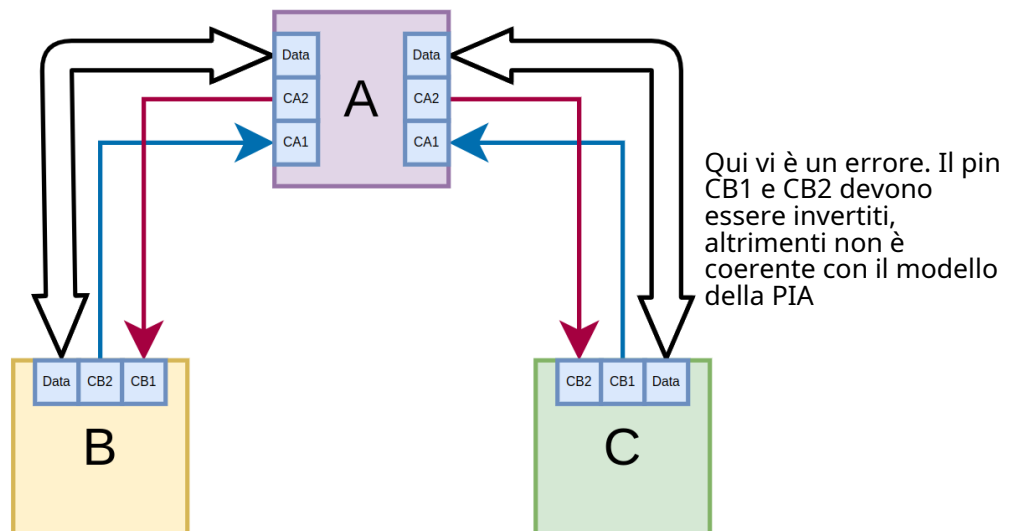 Data
CA2
CA1
A
Data
CA2
CA1
Qui vi è un errore. Il pin
CB1 e CB2 devono
essere invertiti,
altrimenti non è
coerente con il modello
della PIA
Data
CB2
CB1
B
CB2
CB1
Data
C